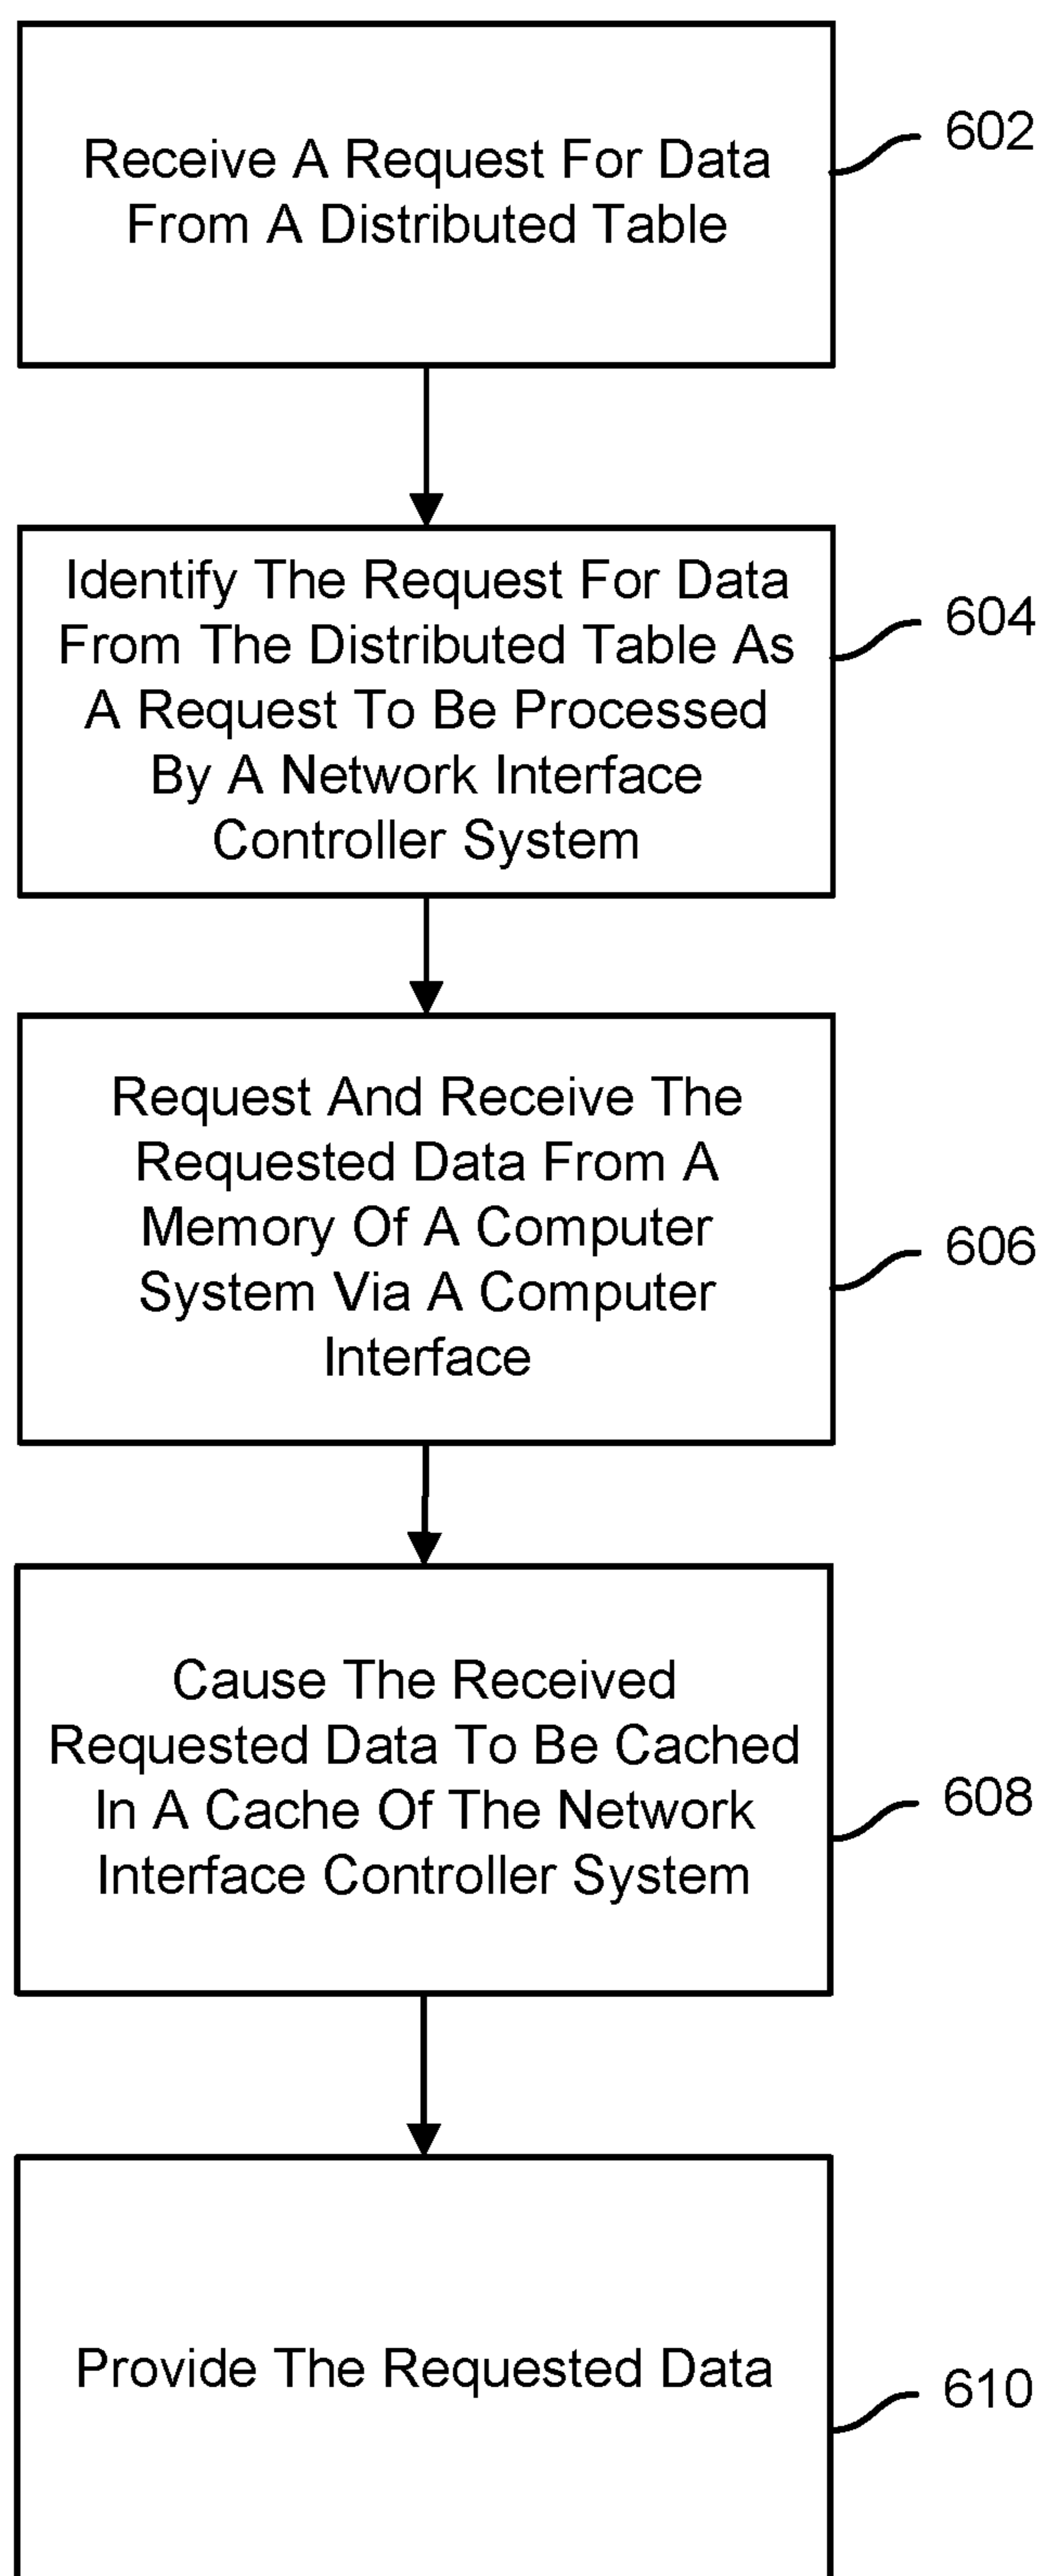 Receive A Request For Data
From A Distributed Table
602
Identify The Request For Data
From The Distributed Table As
A Request To Be Processed
By A Network Interface
Controller System
604
Request And Receive The
Requested Data From A
Memory Of A Computer
System Via A Computer
Interface
606
Cause The Received
Requested Data To Be Cached
In A Cache Of The Network
Interface Controller System
608
Provide The Requested Data
610